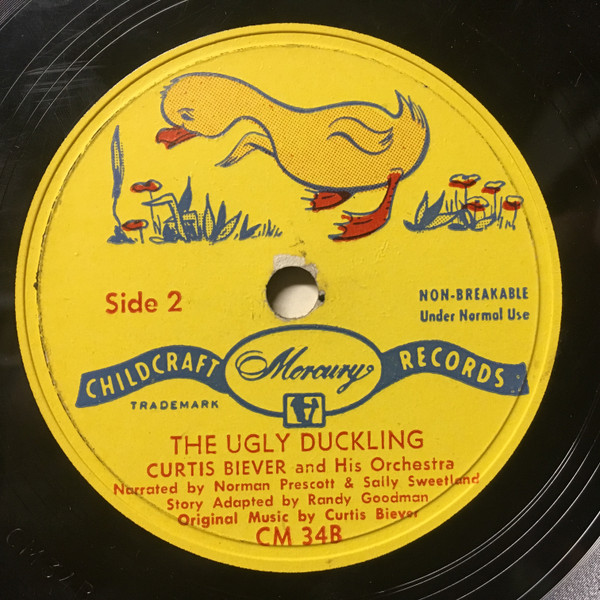 Side 2
NON-BREAKABLE
Under Normal Use
CHILDCRAFT Mercury RECORDS
TRADEMARK
THE UGLY DUCKLING
CURTIS BIEVER and His Orchestra
Narrated by Norman Prescott & Sally Sweetland
Story Adapted by Randy Goodman
Original Music by Curtis Biever
CM 34B